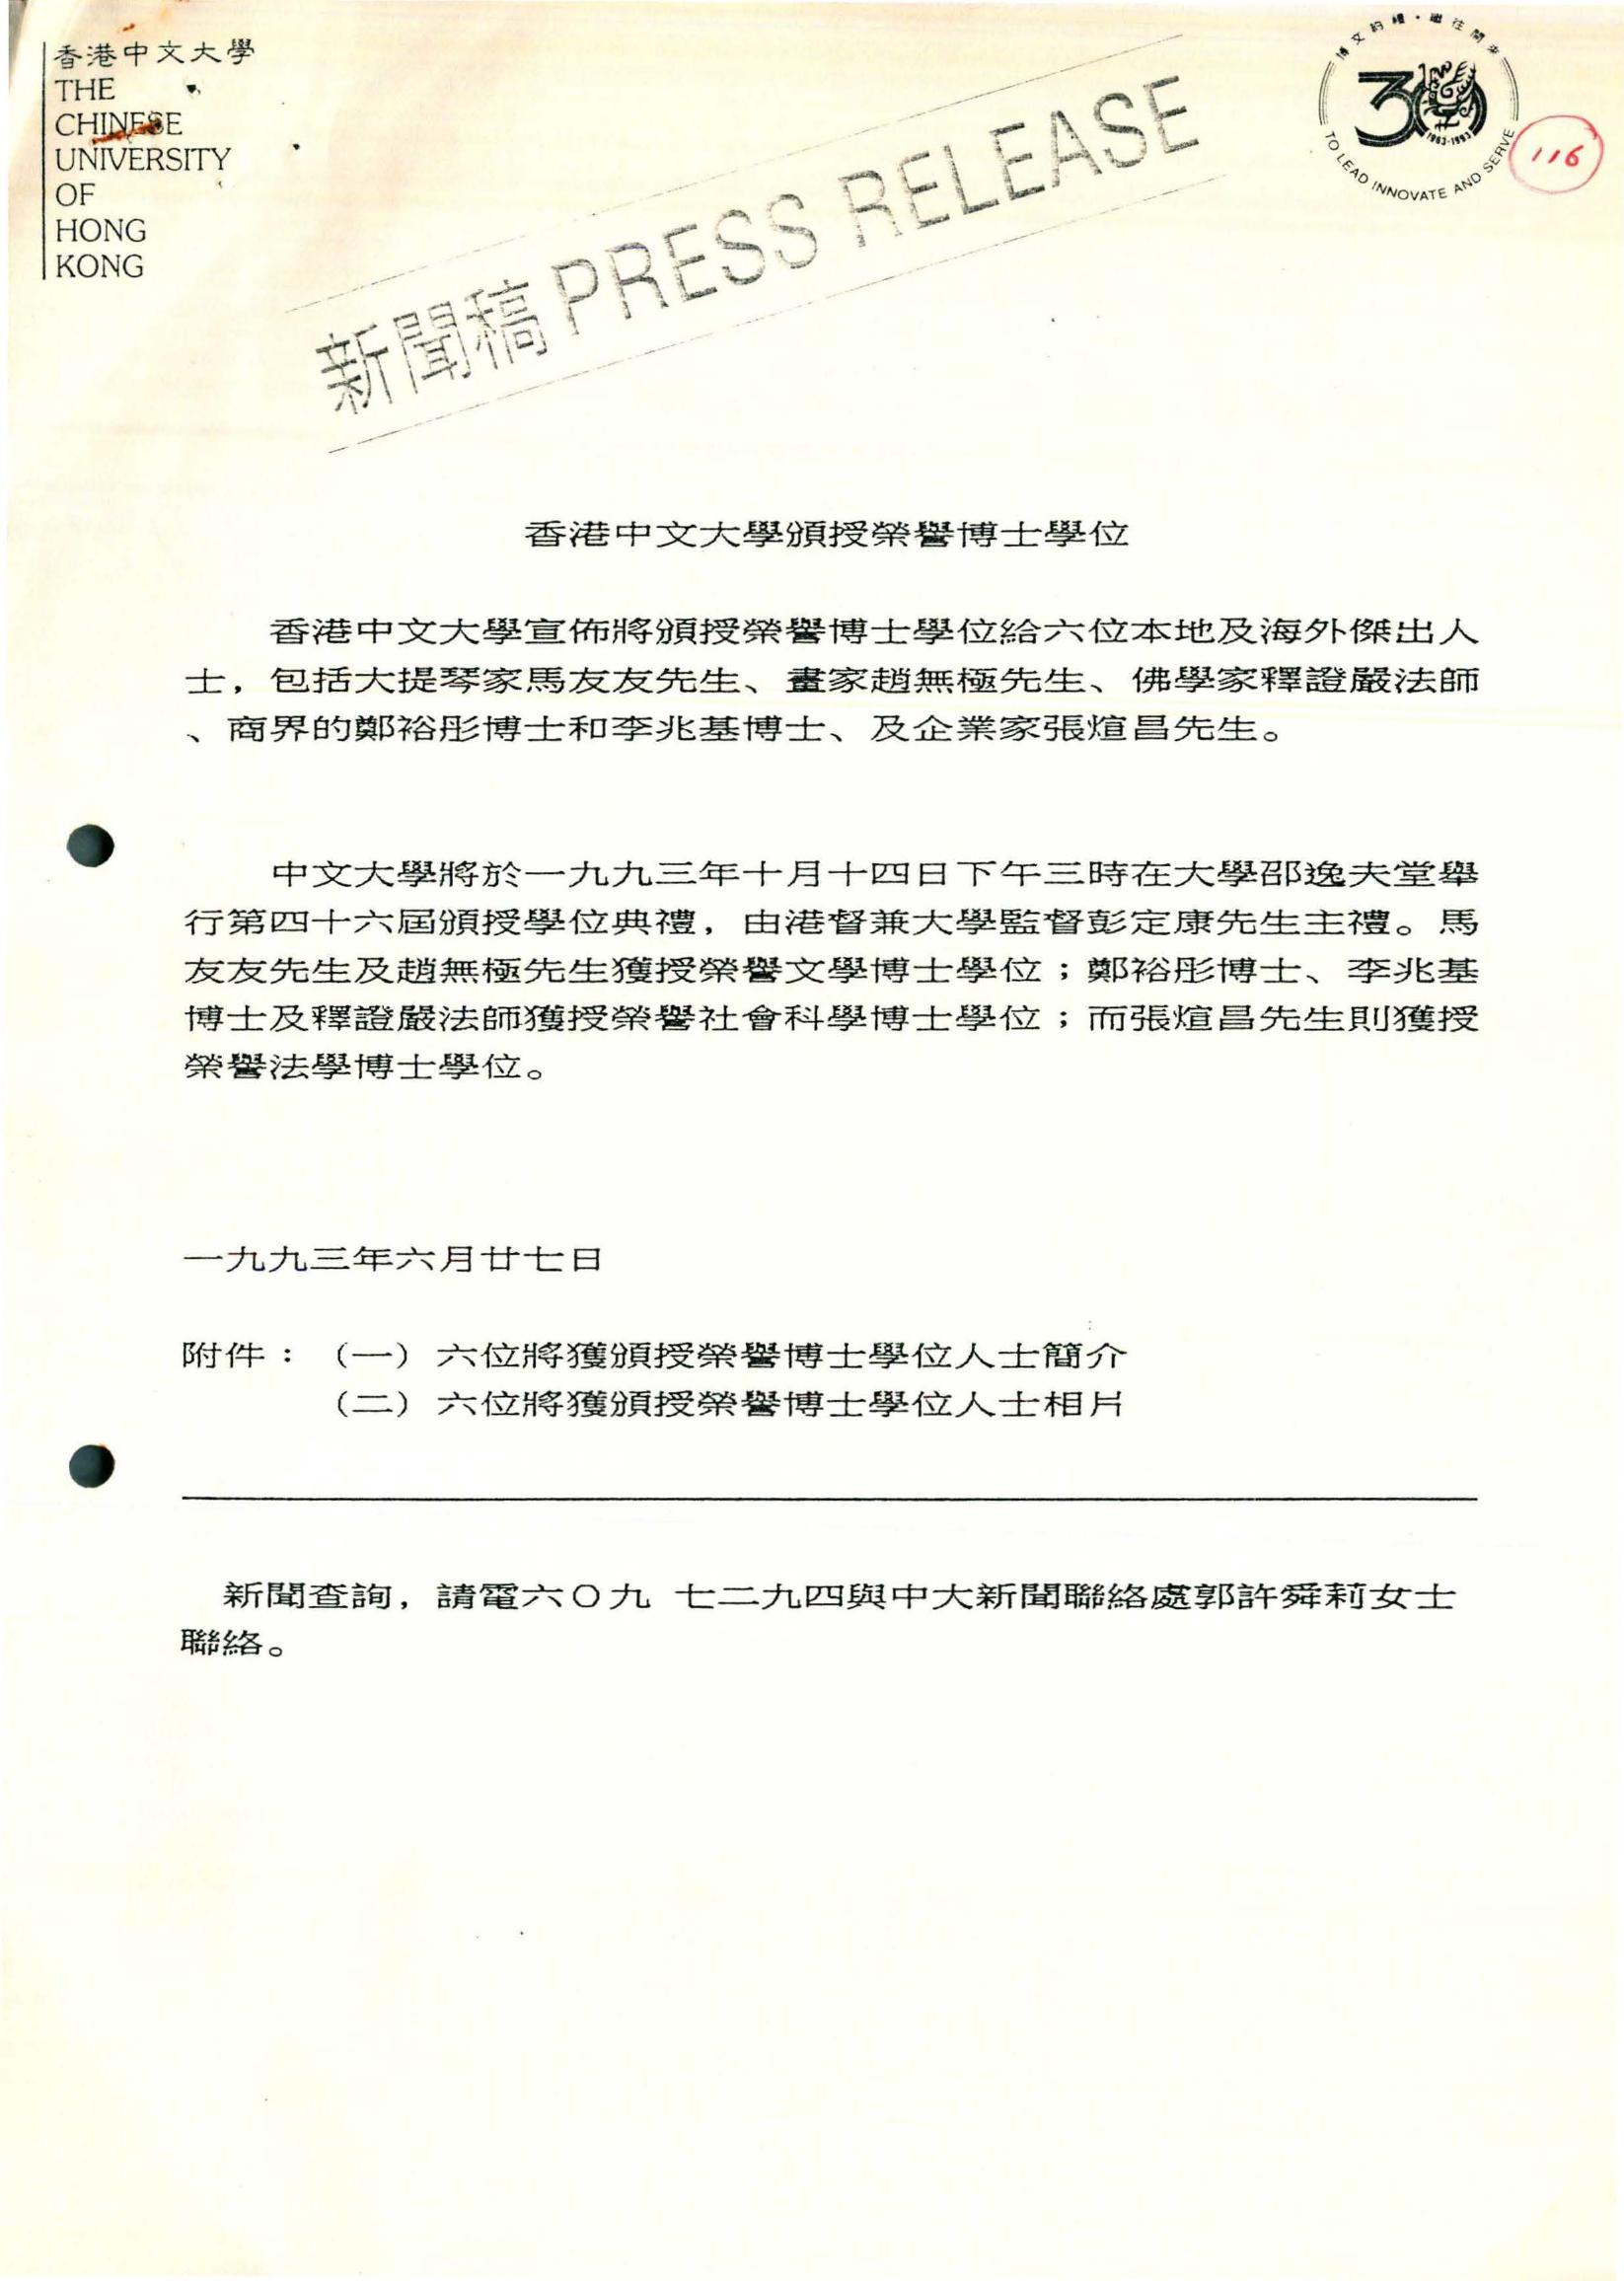 香港中文大學
THE
CHINESE
UNIVERSITY
OF
HONG
KONG
新聞稿 PRESS RELEASE
博文約禮・繼往開來
30
1963-1993
TO LEAD INNOVATE AND SERVE
116
香港中文大學頒授榮譽博士學位
香港中文大學宣佈將頒授榮譽博士學位給六位本地及海外傑出人
士，包括大提琴家馬友友先生、畫家趙無極先生、佛學家釋證嚴法師
、商界的鄭裕彤博士和李兆基博士、及企業家張煊昌先生。
中文大學將於一九九三年十月十四日下午三時在大學邵逸夫堂舉
行第四十六屆頒授學位典禮，由港督兼大學監督彭定康先生主禮。馬
友友先生及趙無極先生獲授榮譽文學博士學位；鄭裕彤博士、李兆基
博士及釋證嚴法師獲授榮譽社會科學博士學位；而張煊昌先生則獲授
榮譽法學博士學位。
一九九三年六月廿七日
附件：（一）六位將獲頒授榮譽博士學位人士簡介
（二）六位將獲頒授榮譽博士學位人士相片
新聞查詢，請電六〇九 七二九四與中大新聞聯絡處郭許舜莉女士
聯絡。